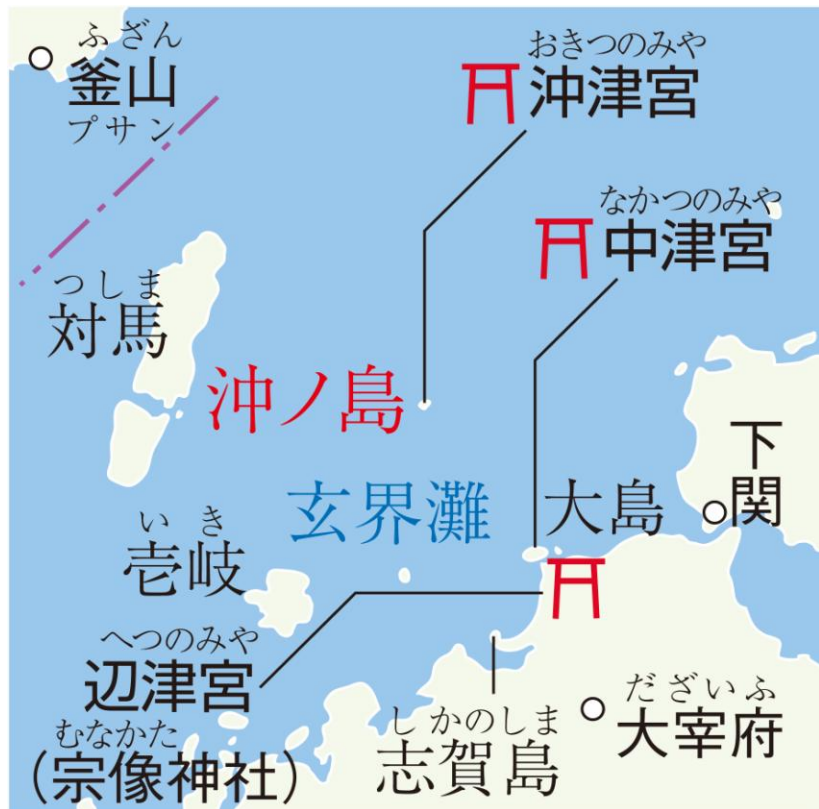 ふざん
釜山
プサン
おきつのみや
沖津宮
なかつのみや
中津宮
つしま
対馬
沖ノ島
下関
玄界灘
大島
いき
壱岐
へつのみや
辺津宮
むなかた
(宗像神社)
しかのしま
志賀島
だざいふ
大宰府